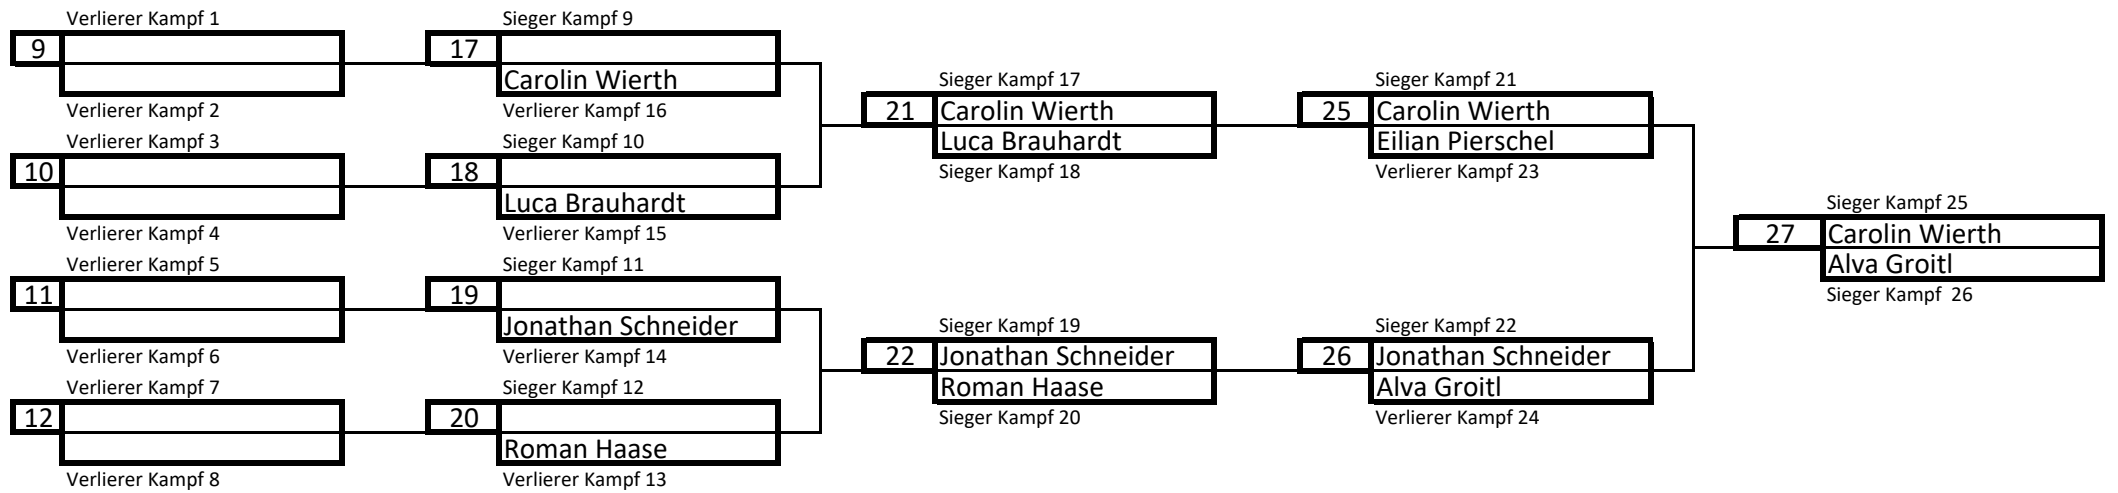 Verlierer Kampf 1
9
Verlierer Kampf 2
Verlierer Kampf 3
10
Verlierer Kampf 4
Verlierer Kampf 5
11
Verlierer Kampf 6
Verlierer Kampf 7
12
Verlierer Kampf 8
Sieger Kampf 9
17
Carolin Wierth
Verlierer Kampf 16
Sieger Kampf 10
18
Luca Brauhardt
Verlierer Kampf 15
Sieger Kampf 11
19
Jonathan Schneider
Verlierer Kampf 14
Sieger Kampf 12
20
Roman Haase
Verlierer Kampf 13
Sieger Kampf 17
21 Carolin Wierth
Luca Brauhardt
Sieger Kampf 18
Sieger Kampf 19
22 Jonathan Schneider
Roman Haase
Sieger Kampf 20
Sieger Kampf 21
25 Carolin Wierth
Eilian Pierschel
Verlierer Kampf 23
Sieger Kampf 22
26 Jonathan Schneider
Alva Groitl
Verlierer Kampf 24
Sieger Kampf 25
27 Carolin Wierth
Alva Groitl
Sieger Kampf 26